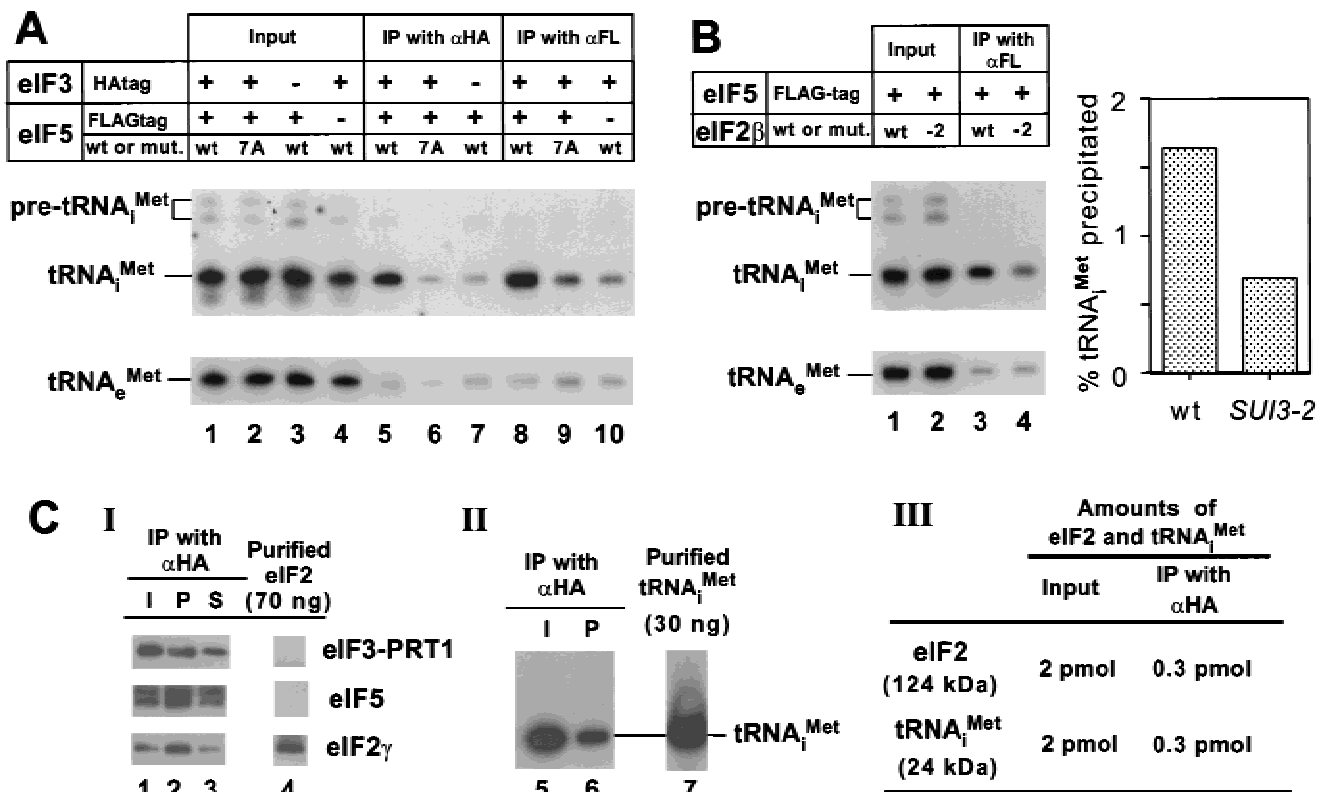 A
Input
IP with αHA
IP with αFL
eIF3 HAtag + + - + + + - + + +
eIF5 FLAGtag + + + - + + + + + -
wt or mut. wt 7A wt wt wt 7A wt wt 7A wt
pre-tRNAiMet
tRNAiMet
tRNAeMet
1 2 3 4 5 6 7 8 9 10
B
Input
IP with αFL
eIF5 FLAG-tag + + + +
eIF2β wt or mut. wt -2 wt -2
pre-tRNAiMet
tRNAiMet
tRNAeMet
1 2 3 4
% tRNAiMet precipitated
2
1
0
wt SUI3-2
C
I
IP with
αHA
Purified
eIF2
(70 ng)
I P S
eIF3-PRT1
eIF5
eIF2γ
1 2 3 4
II
IP with
αHA
Purified
tRNAiMet
(30 ng)
I P
tRNAiMet
5 6 7
III
Amounts of
eIF2 and tRNAiMet
Input
IP with
αHA
eIF2
(124 kDa)
2 pmol 0.3 pmol
tRNAiMet
(24 kDa)
2 pmol 0.3 pmol